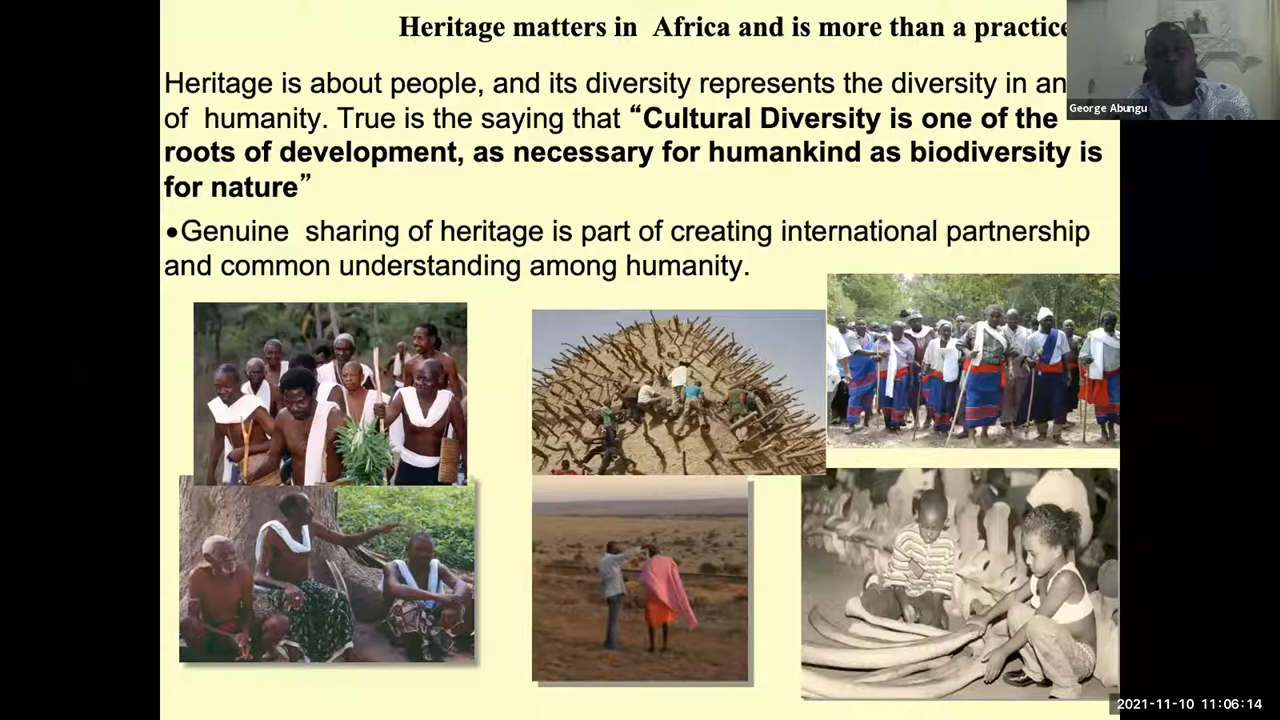 Heritage matters in Africa and is more than a practice
Heritage is about people, and its diversity represents the diversity in an
of humanity. True is the saying that “Cultural Diversity is one of the
roots of development, as necessary for humankind as biodiversity is
for nature”
•Genuine sharing of heritage is part of creating international partnership
and common understanding among humanity.
George Abungu
2021-11-10 11:06:14